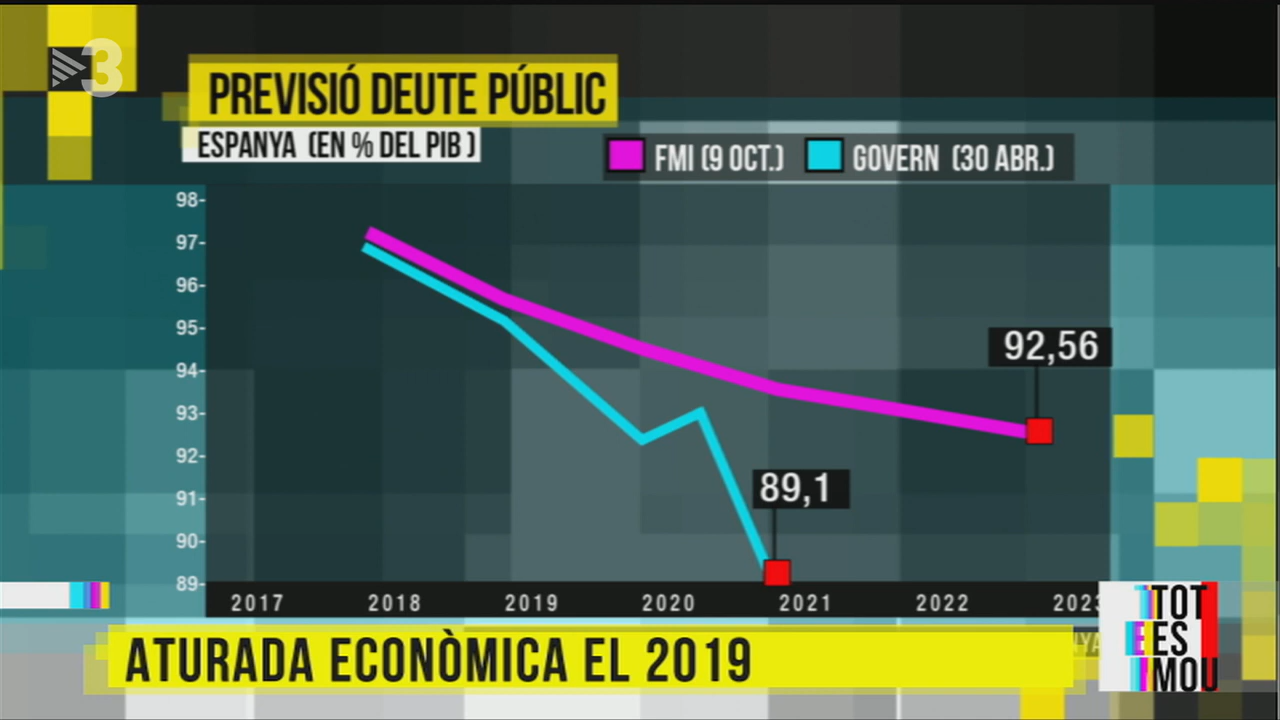 3
PREVISIÓ DEUTE PÚBLIC
ESPANYA (EN % DEL PIB )
FMI (9 OCT.) GOVERN (30 ABR.)
98-
97-
96-
95-
94-
93-
92-
91-
90-
89-
92,56
89,1
2017 2018 2019 2020 2021 2022 2023
ATURADA ECONÒMICA EL 2019
TOT
ES
MOU